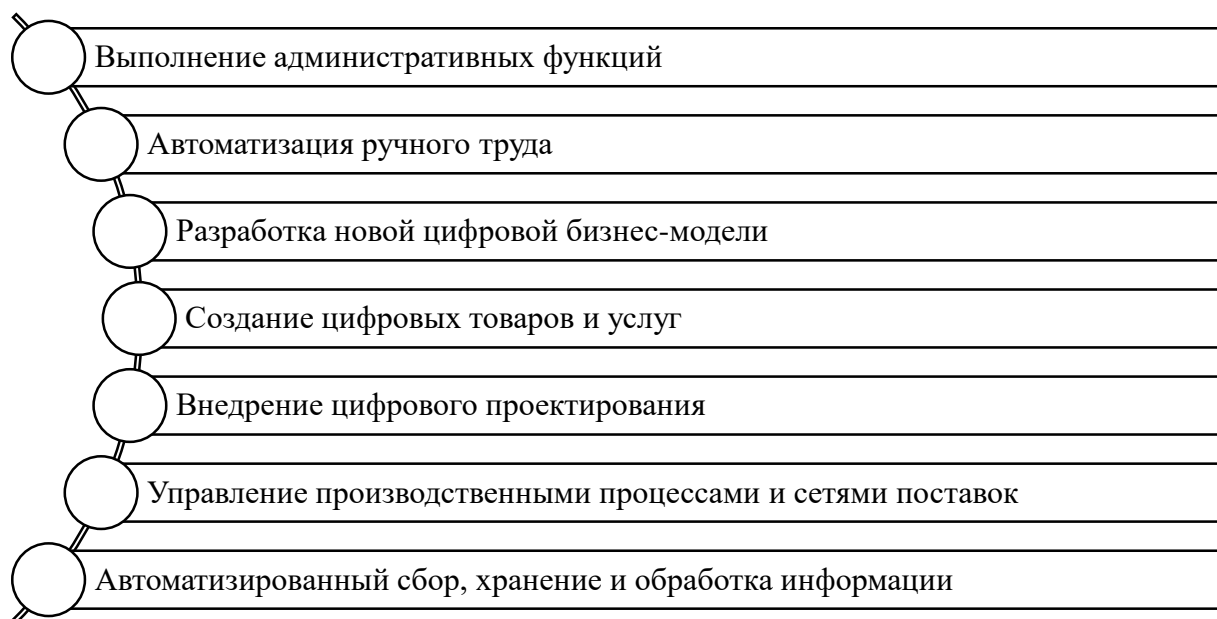 Выполнение административных функций
Автоматизация ручного труда
Разработка новой цифровой бизнес-модели
Создание цифровых товаров и услуг
Внедрение цифрового проектирования
Управление производственными процессами и сетями поставок
Автоматизированный сбор, хранение и обработка информации